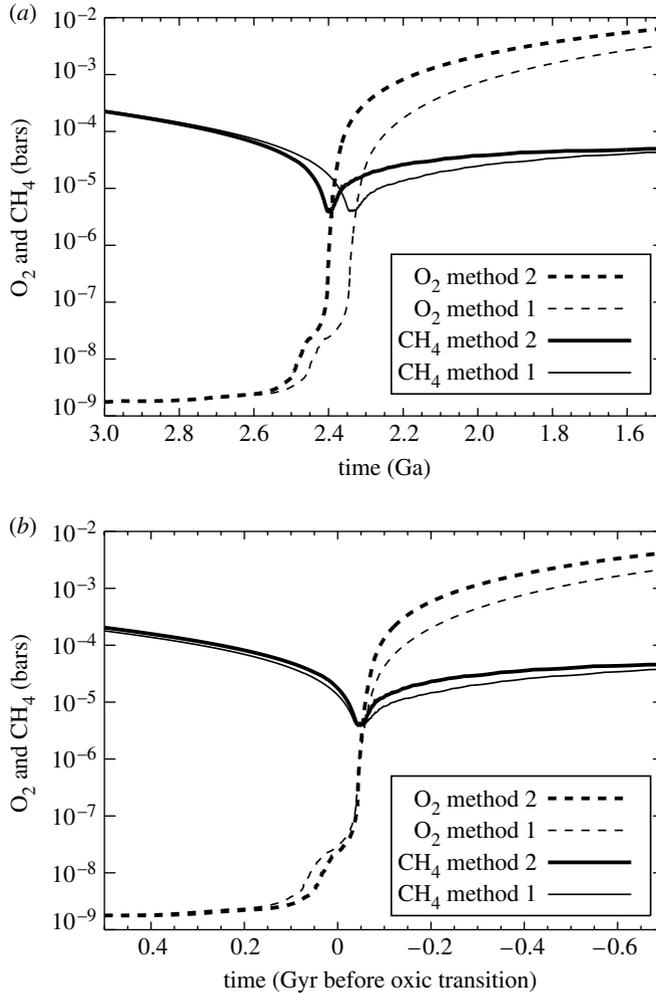 (a)
10⁻²
10⁻³
10⁻⁴
10⁻⁵
10⁻⁶
10⁻⁷
10⁻⁸
10⁻⁹
O₂ and CH₄ (bars)
O₂ method 2
O₂ method 1
CH₄ method 2
CH₄ method 1
3.0 2.8 2.6 2.4 2.2 2.0 1.8 1.6
time (Ga)
(b)
10⁻²
10⁻³
10⁻⁴
10⁻⁵
10⁻⁶
10⁻⁷
10⁻⁸
10⁻⁹
O₂ and CH₄ (bars)
O₂ method 2
O₂ method 1
CH₄ method 2
CH₄ method 1
0.4 0.2 0 −0.2 −0.4 −0.6
time (Gyr before oxic transition)